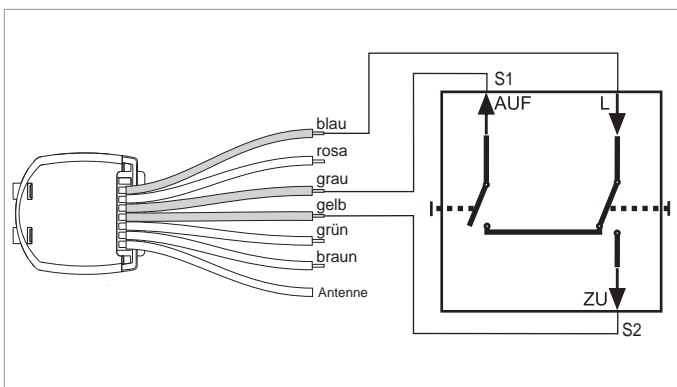 blau
rosa
grau
gelb
grün
braun
Antenne
S1
AUF
L
ZU
S2